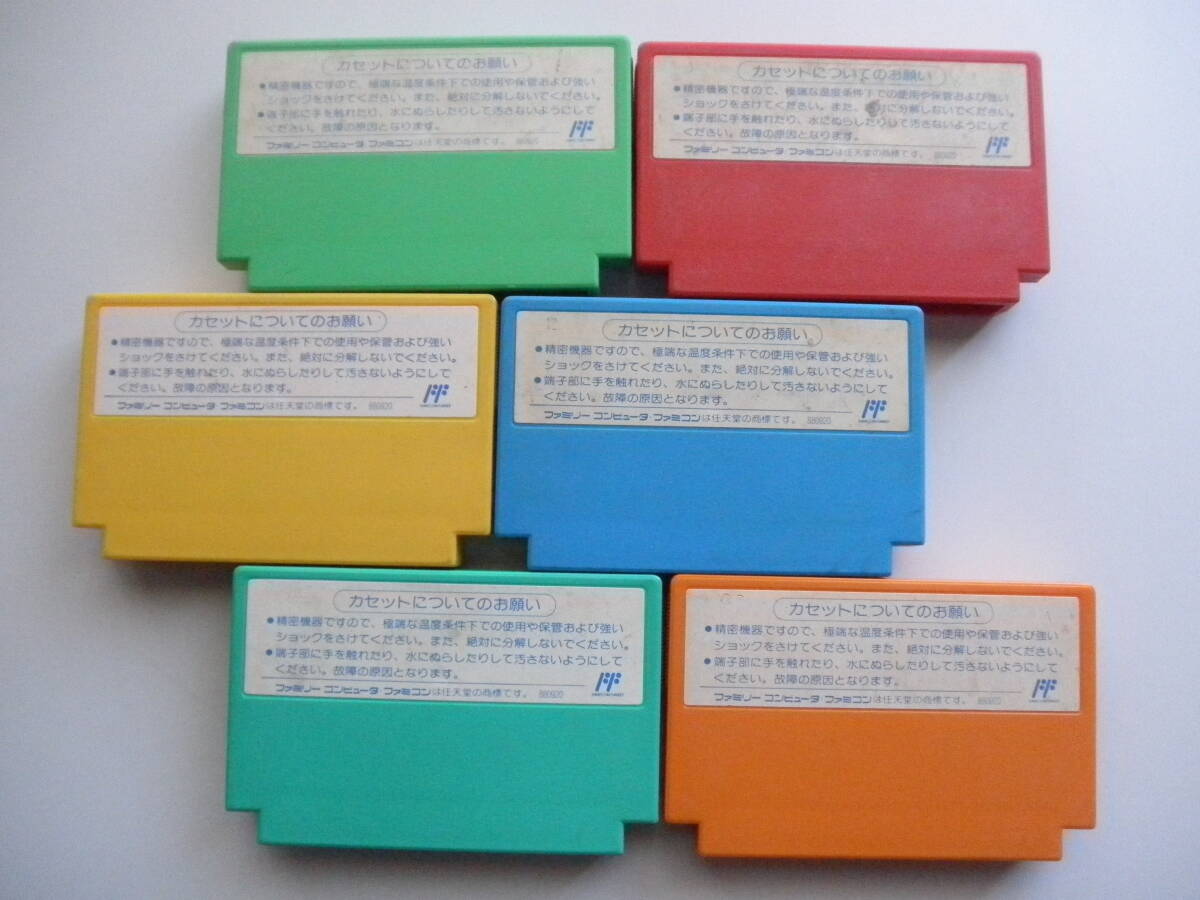 カセットについてのお願い
●精密機器ですので、極端な温度条件下での使用や保管および強い
ショックをさけてください。また、絶対に分解しないでください。
●端子部に手を触れたり、水にぬらしたりして汚さないようにして
ください。故障の原因となります。
ファミリー コンピュータ・ファミコンは任天堂の商標です。 880920
カセットについてのお願い
●精密機器ですので、極端な温度条件下での使用や保管および強い
ショックをさけてください。また、 対に分解しないでください。
●端子部に手を触れたり、水にぬらしたりして汚さないようにして
ください。故障の原因となります。
ファミリー コンピュータ・ファミコンは任天堂の商標です。 880920
カセットについてのお願い
●精密機器ですので、極端な温度条件下での使用や保管および強い
ショックをさけてください。また、絶対に分解しないでください。
●端子部に手を触れたり、水にぬらしたりして汚さないようにして
ください。故障の原因となります。
ファミリー コンピュータ・ファミコンは任天堂の商標です。 880920
12
カセットについてのお願い
●精密機器ですので、極端な温度条件下での使用や保管および強い
ショックをさけてください。また、絶対に分解しないでください。
●端子部に手を触れたり、水にぬらしたりして汚さないようにして
ください。故障の原因となります。
ファミリー コンピュータ・ファミコンは任天堂の商標です。 880920
カセットについてのお願い
●精密機器ですので、極端な温度条件下での使用や保管および強い
ショックをさけてください。また、絶対に分解しないでください。
●端子部に手を触れたり、水にぬらしたりして汚さないようにして
ください。故障の原因となります。
ファミリー コンピュータ・ファミコンは任天堂の商標です。 880920
カセットについてのお願い
●精密機器ですので、極端な温度条件下での使用や保管および強い
ショックをさけてください。また、絶対に分解しないでください。
●端子部に手を触れたり、水にぬらしたりして汚さないようにして
ください。故障の原因となります。
ファミリー コンピュータ・ファミコンは任天堂の商標です。 880920